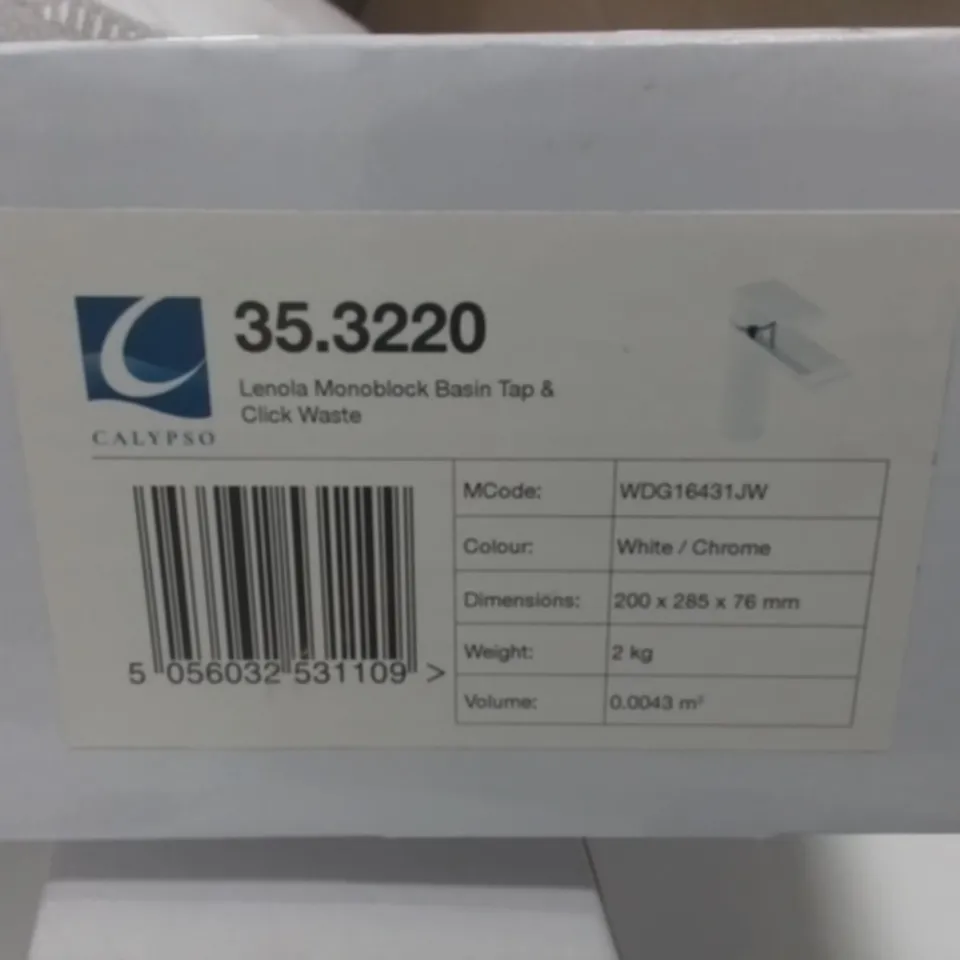 35.3220
Lenola Monoblock Basin Tap &
Click Waste
CALYPSO
MCode: WDG16431JW
Colour: White / Chrome
Dimensions: 200 x 285 x 76 mm
Weight: 2 kg
Volume: 0.0043 m³
5 056032 531109 >